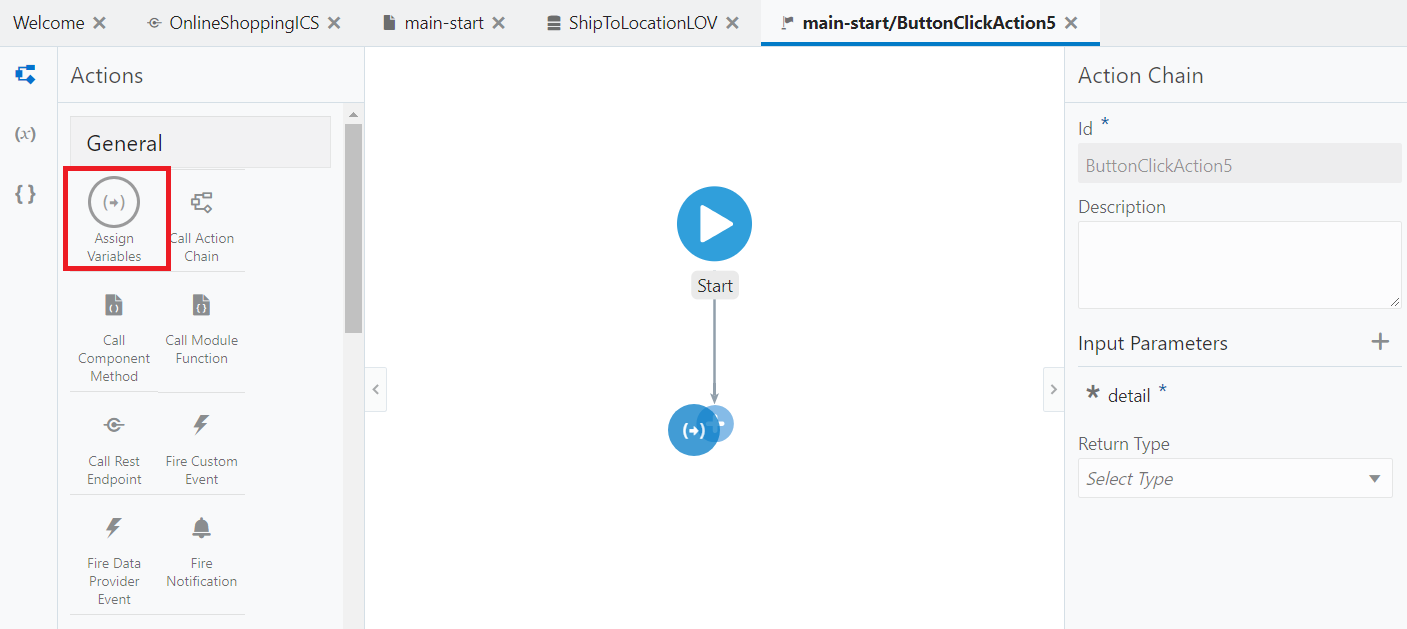 Welcome
OnlineShoppingICS
main-start
ShipToLocationLOV
main-start/ButtonClickAction5
Actions
(x)
{ }
General
Assign
Variables
Call Action
Chain
Call
Component
Method
Call Module
Function
Call Rest
Endpoint
Fire Custom
Event
Fire Data
Provider
Event
Fire
Notification
Start
Action Chain
Id *
ButtonClickAction5
Description
Input Parameters
* detail *
Return Type
Select Type